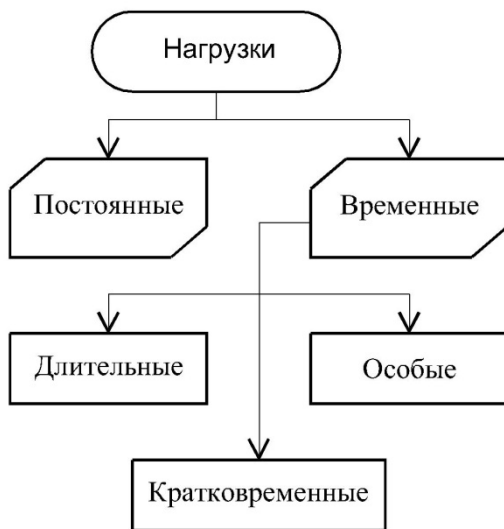 Нагрузки
Постоянные
Временные
Длительные
Особые
Кратковременные